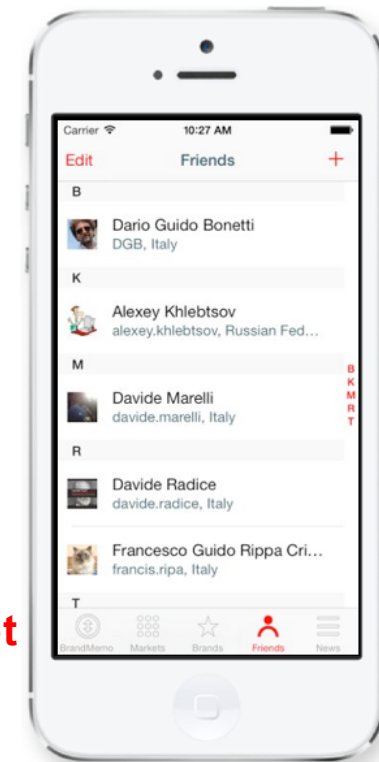 Carrier 10:27 AM
Edit Friends +
B
Dario Guido Bonetti
DGB, Italy
K
Alexey Khlebtsov
alexey.khlebtsov, Russian Fed...
M
Davide Marelli
davide.marelli, Italy
B
K
M
R
T
R
Davide Radice
davide.radice, Italy
Francesco Guido Rippa Cri...
francis.ripa, Italy
T
t
BrandMemo Markets Brands Friends News